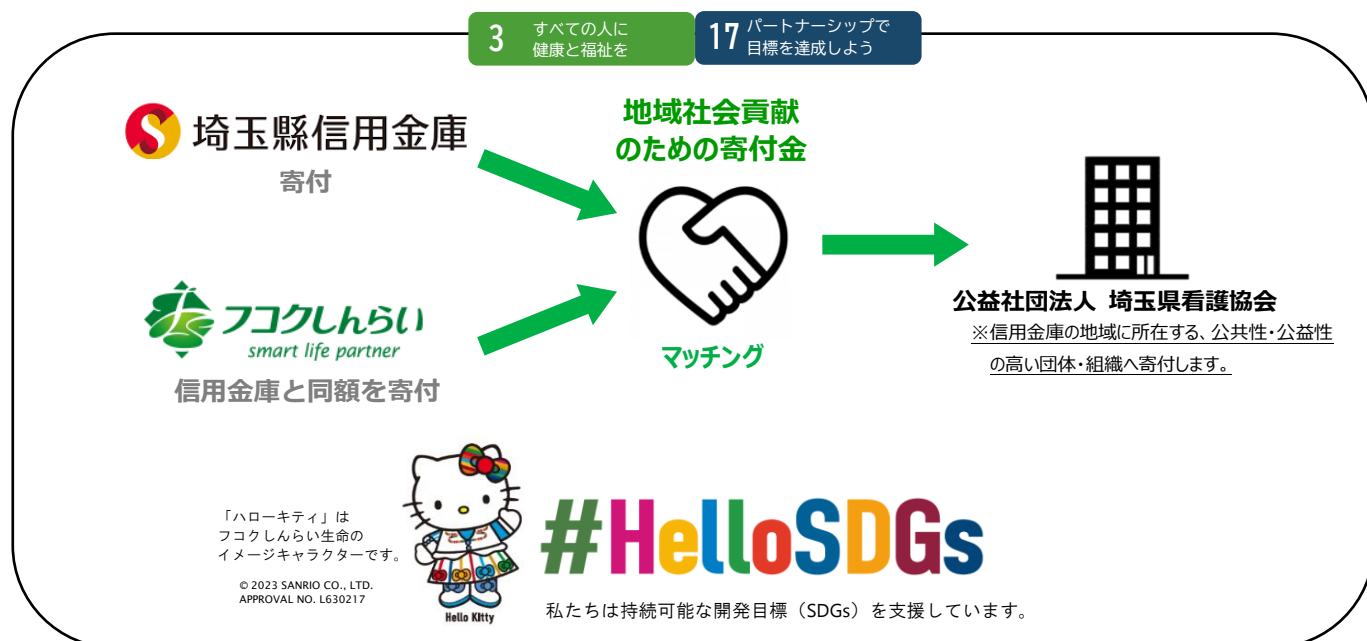 3
すべての人に
健康と福祉を
17
パートナーシップで
目標を達成しよう
埼玉縣信用金庫
寄付
地域社会貢献
のための寄付金
フコクしんらい
smart life partner
信用金庫と同額を寄付
マッチング
公益社団法人 埼玉県看護協会
※信用金庫の地域に所在する、公共性・公益性
の高い団体・組織へ寄付します。
「ハローキティ」は
フコクしんらい生命の
イメージキャラクターです。
© 2023 SANRIO CO., LTD.
APPROVAL NO. L630217
Hello Kitty
#HelloSDGs
私たちは持続可能な開発目標（SDGs）を支援しています。